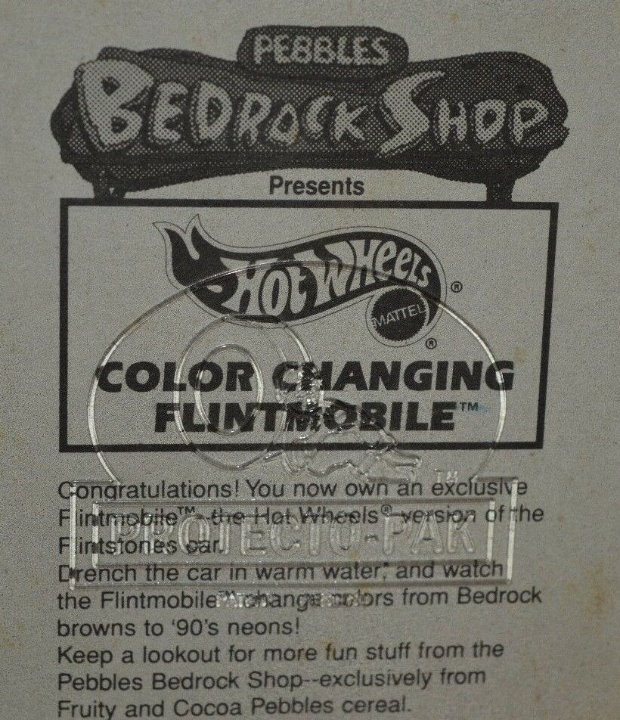 PEBBLES
BEDROCK SHOP
Presents
Hot Wheels®
MATTEL®
COLOR CHANGING
FLINTMOBILE™
Congratulations! You now own an exclusive
Flintmobile™--the Hot Wheels® version of the
Flintstones car.
Drench the car in warm water, and watch
the Flintmobile™ change colors from Bedrock
browns to '90's neons!
Keep a lookout for more fun stuff from the
Pebbles Bedrock Shop--exclusively from
Fruity and Cocoa Pebbles cereal.
PROTECTO-PAK
TM